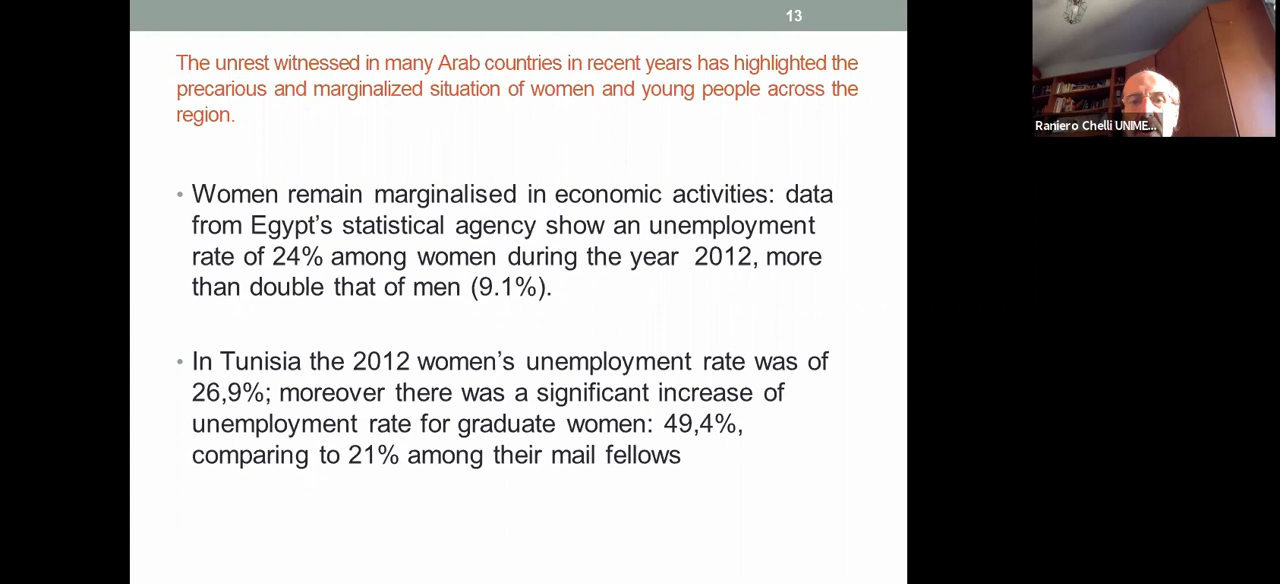 13
The unrest witnessed in many Arab countries in recent years has highlighted the
precarious and marginalized situation of women and young people across the
region.
• Women remain marginalised in economic activities: data
from Egypt's statistical agency show an unemployment
rate of 24% among women during the year 2012, more
than double that of men (9.1%).
• In Tunisia the 2012 women's unemployment rate was of
26,9%; moreover there was a significant increase of
unemployment rate for graduate women: 49,4%,
comparing to 21% among their mail fellows
Raniero Chelli UNIME...